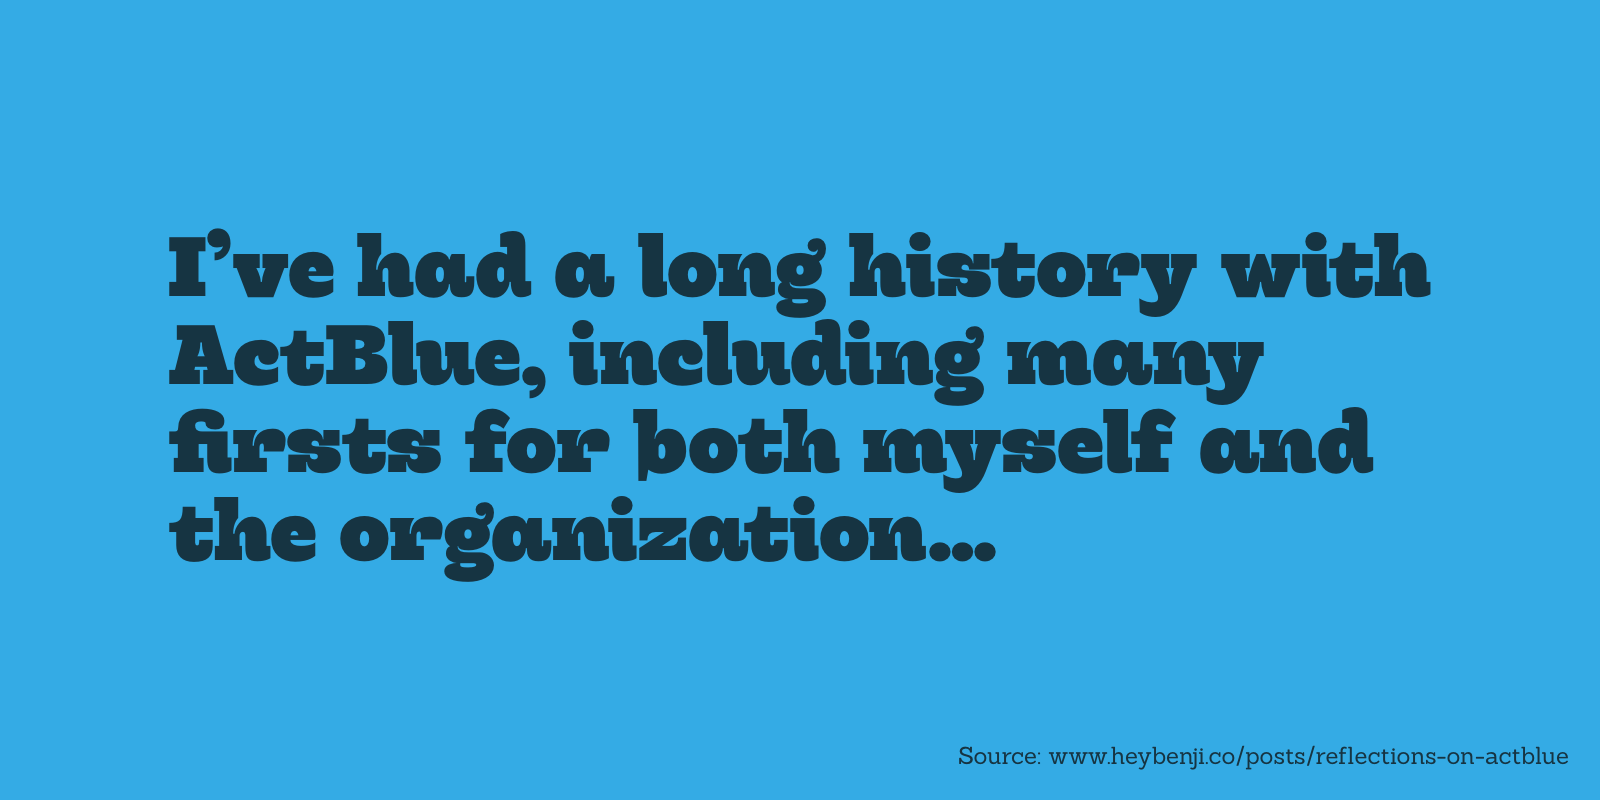 I’ve had a long history with
ActBlue, including many
firsts for both myself and
the organization...
Source: www.heybenji.co/posts/reflections-on-actblue